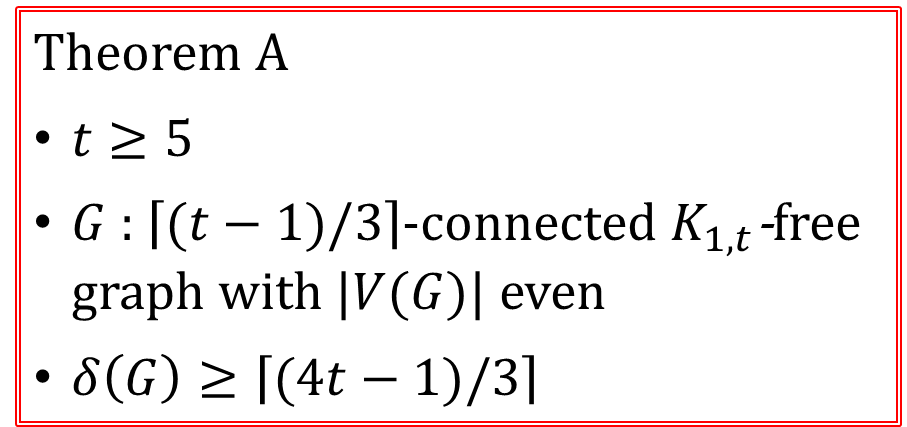 Theorem A
• t ≥ 5
• G : ⌈(t − 1)/3⌉-connected K₁,ₜ-free
graph with |V(G)| even
• δ(G) ≥ ⌈(4t − 1)/3⌉